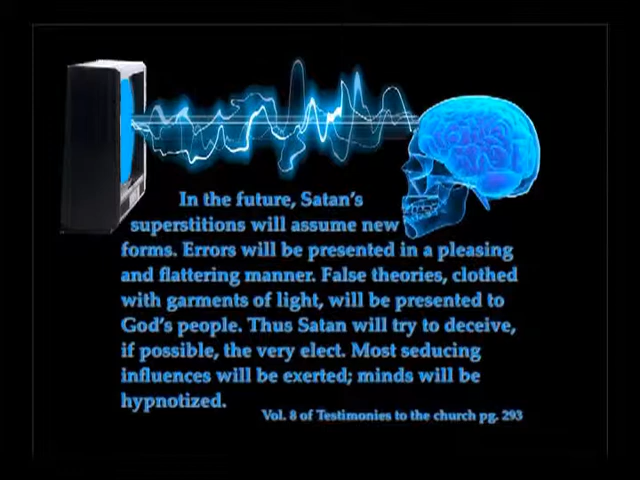 In the future, Satan's
superstitions will assume new
forms. Errors will be presented in a pleasing
and flattering manner. False theories, clothed
with garments of light, will be presented to
God's people. Thus Satan will try to deceive,
if possible, the very elect. Most seducing
influences will be exerted; minds will be
hypnotized.
Vol. 8 of Testimonies to the church pg. 293